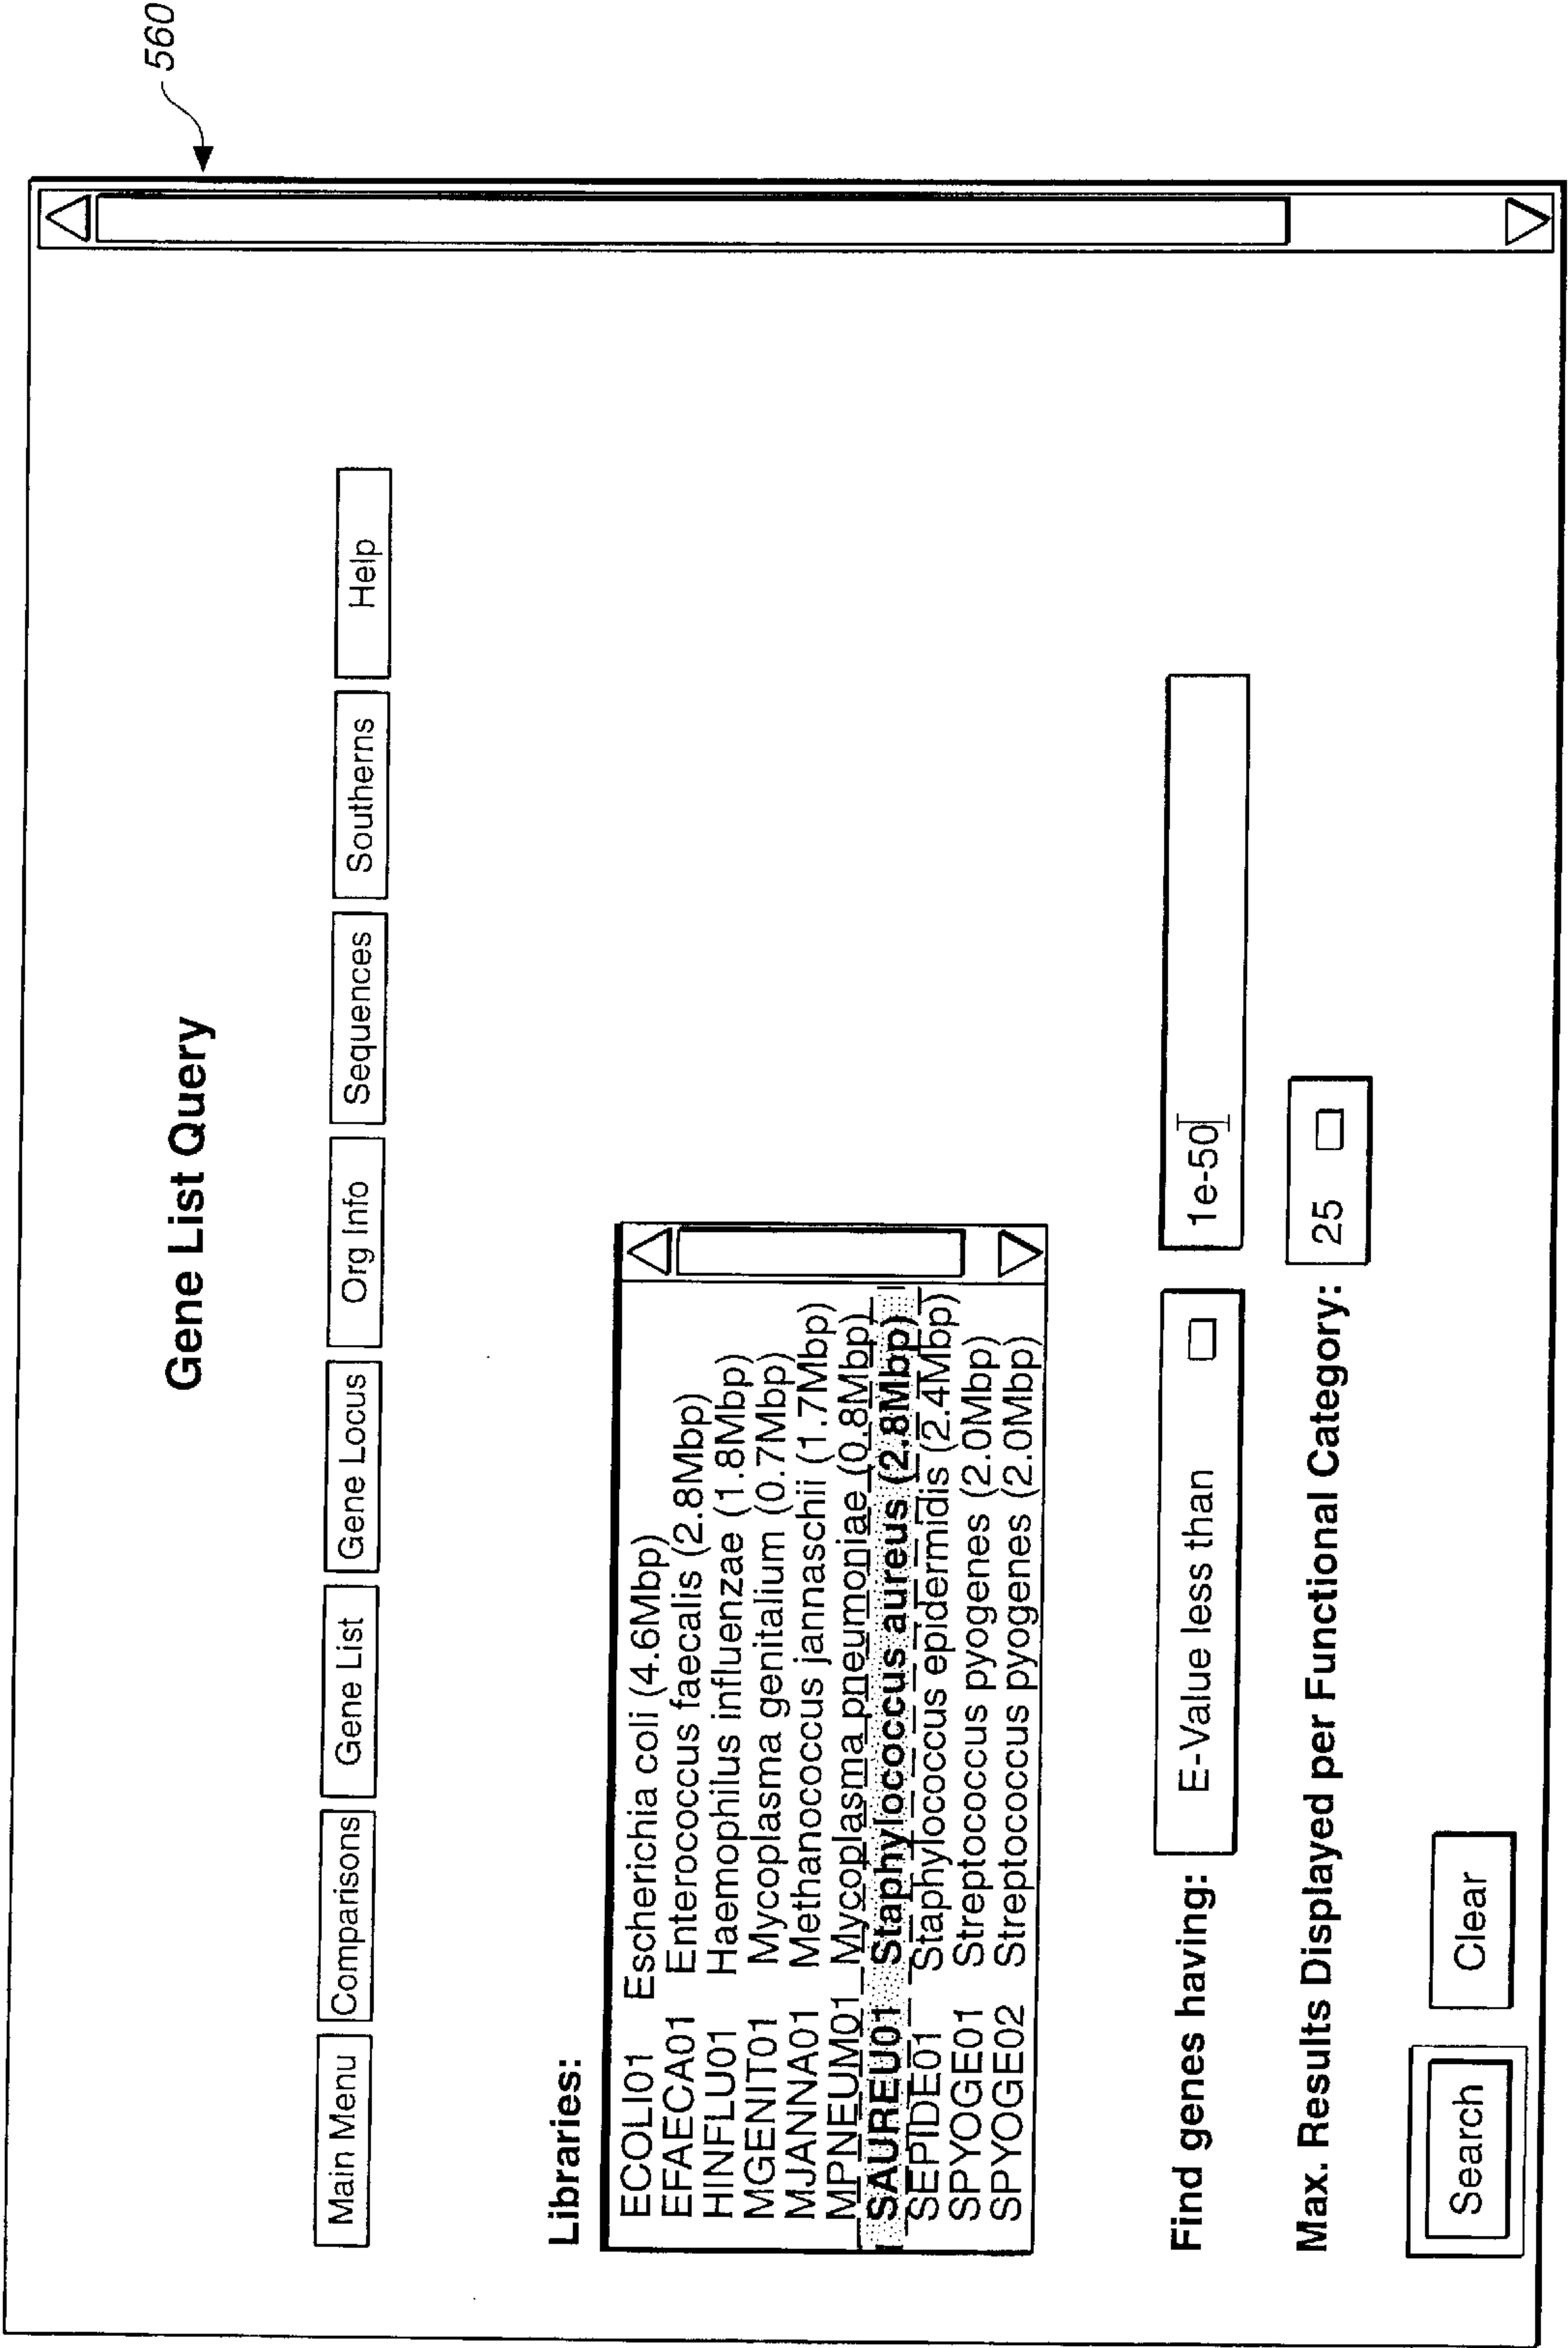 560
Gene List Query
Main Menu Comparisons Gene List Gene Locus Org Info Sequences Southerns Help
Libraries:
ECOLI01 Escherichia coli (4.6Mbp)
EFAECA01 Enterococcus faecalis (2.8Mbp)
HINFLU01 Haemophilus influenzae (1.8Mbp)
MGENIT01 Mycoplasma genitalium (0.7Mbp)
MJANNA01 Methanococcus jannaschii (1.7Mbp)
MPNEUM01 Mycoplasma pneumoniae (0.8Mbp)
SAUREU01 Staphylococcus aureus (2.8Mbp)
SEPIDE01 Staphylococcus epidermidis (2.4Mbp)
SPYOGE01 Streptococcus pyogenes (2.0Mbp)
SPYOGE02 Streptococcus pyogenes (2.0Mbp)
Find genes having: E-Value less than 1e-50
Max. Results Displayed per Functional Category: 25
Search Clear